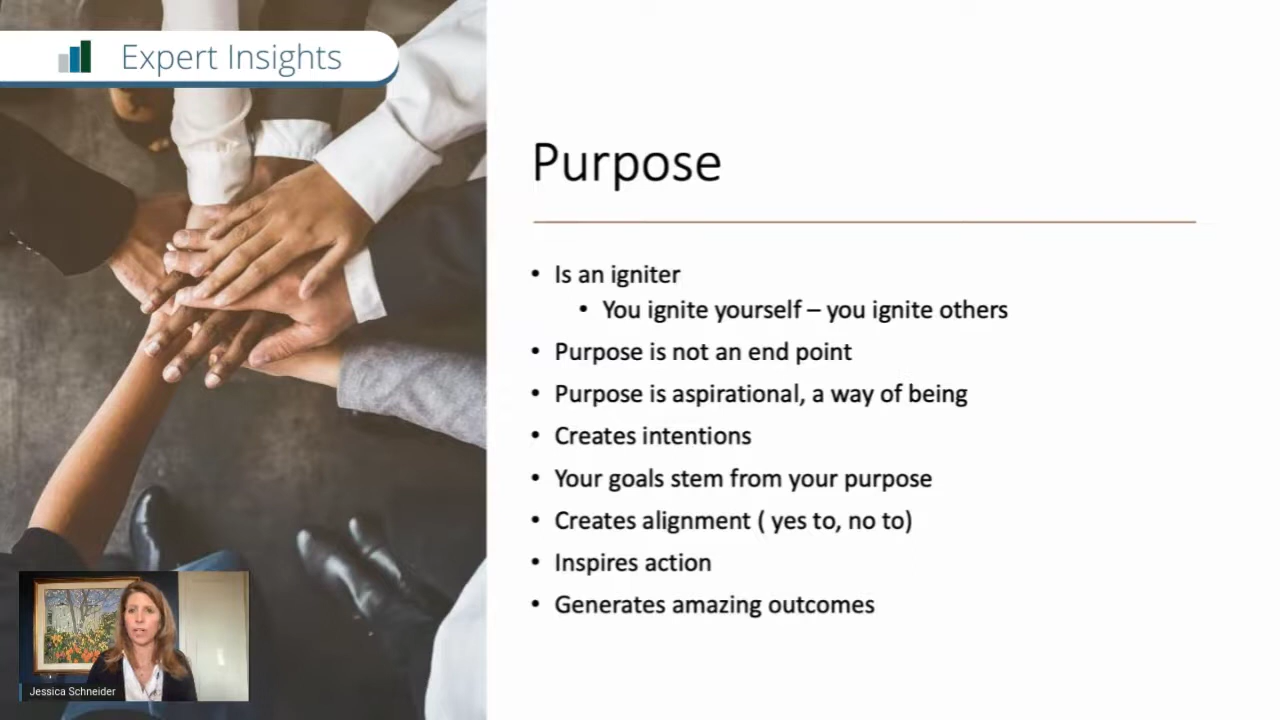 Expert Insights
Purpose
• Is an igniter
• You ignite yourself – you ignite others
• Purpose is not an end point
• Purpose is aspirational, a way of being
• Creates intentions
• Your goals stem from your purpose
• Creates alignment ( yes to, no to)
• Inspires action
• Generates amazing outcomes
Jessica Schneider